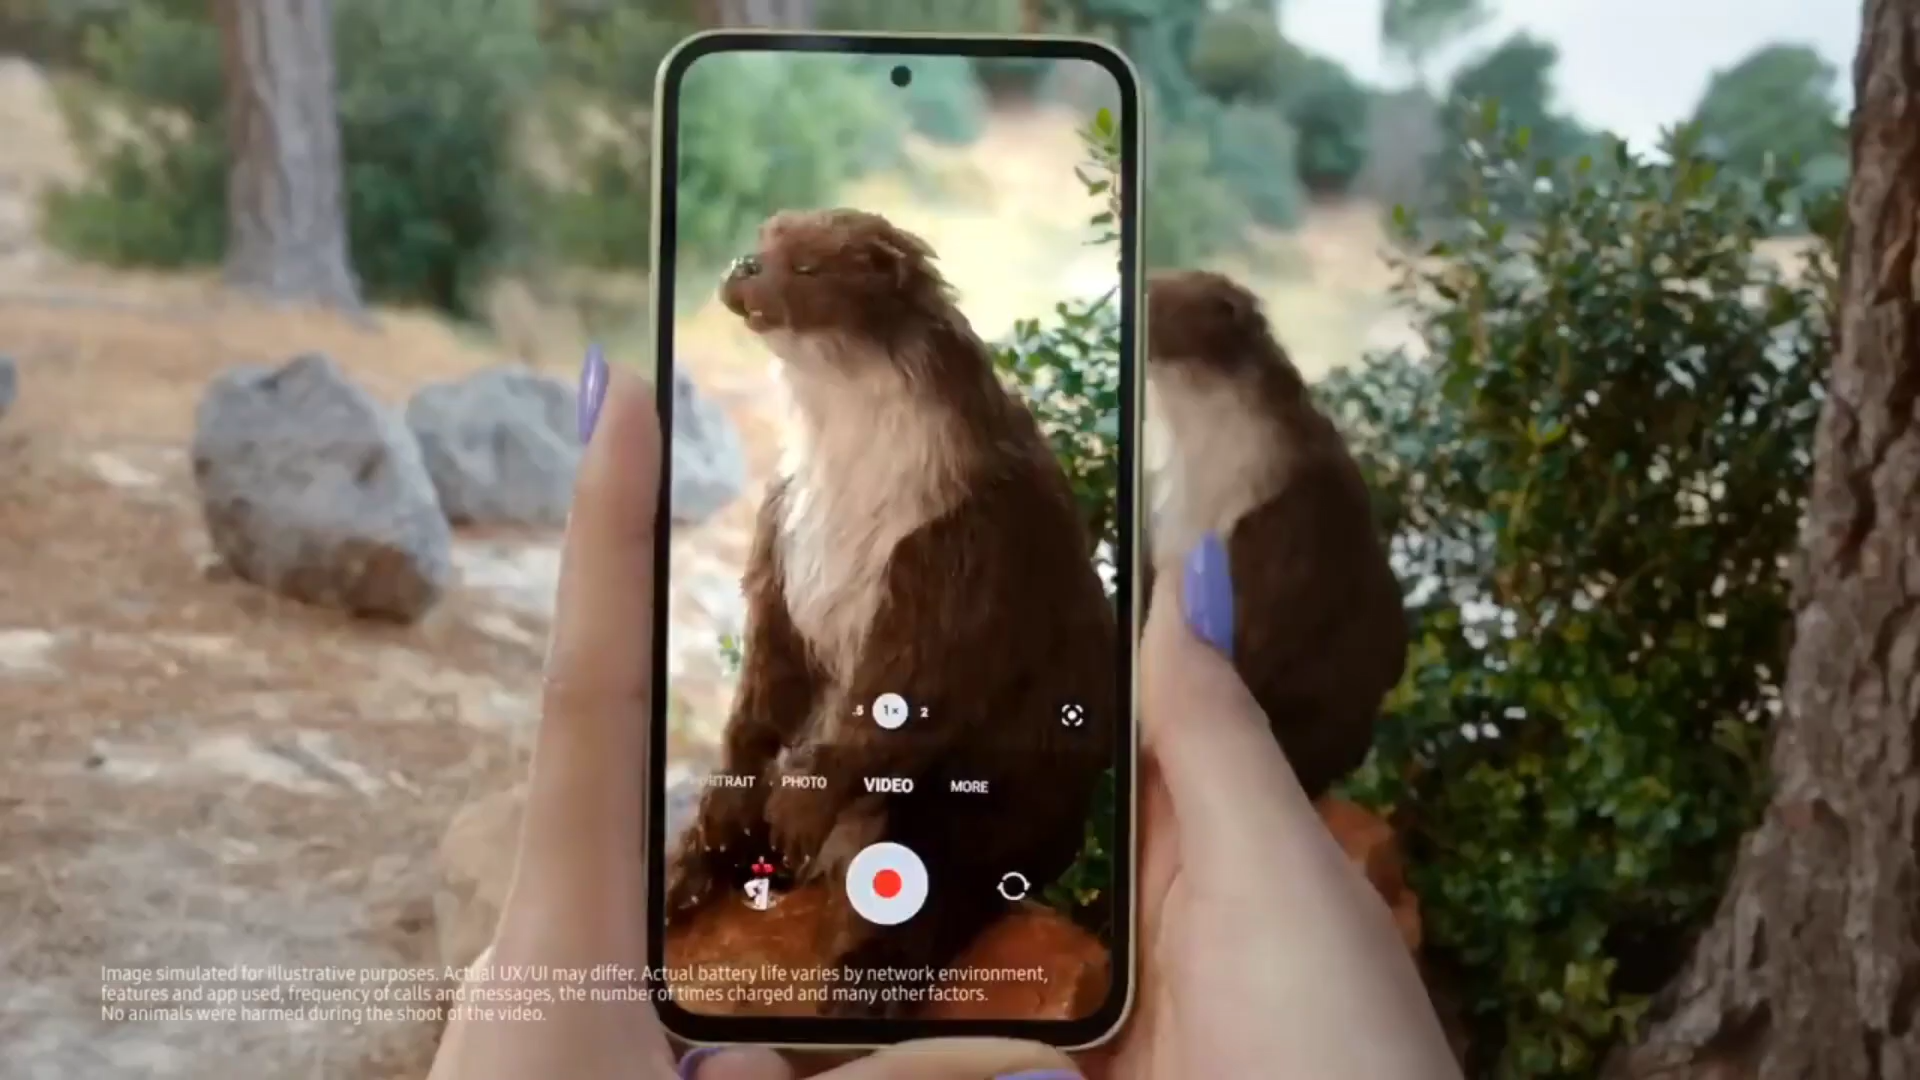 .5 1× 2
PORTRAIT PHOTO VIDEO MORE
Image simulated for illustrative purposes. Actual UX/UI may differ. Actual battery life varies by network environment,
features and app used, frequency of calls and messages, the number of times charged and many other factors.
No animals were harmed during the shoot of the video.